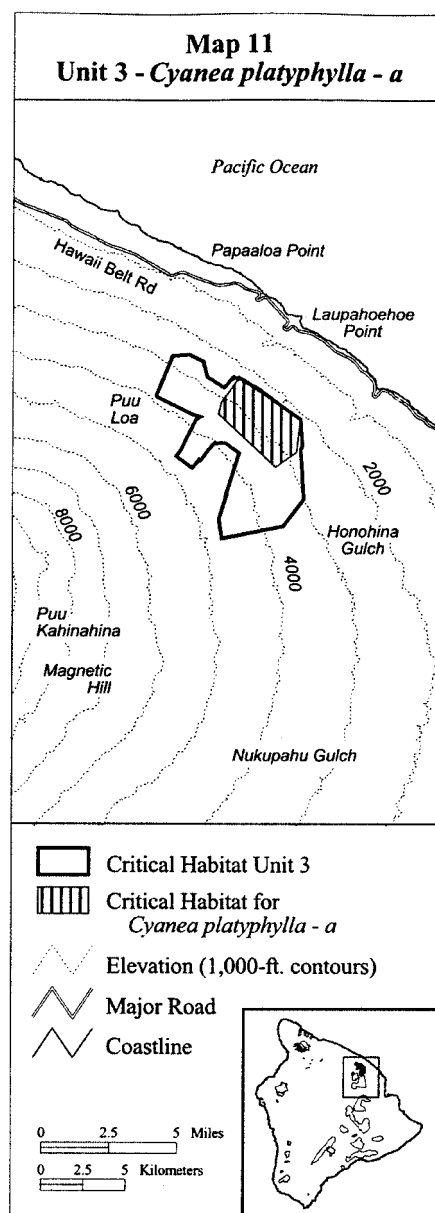 Map 11
Unit 3 - Cyanea platyphylla - a
Pacific Ocean
Papaaloa Point
Hawaii Belt Rd
Laupahoehoe
Point
Puu
Loa
2000
6000
8000
Honohina
Gulch
4000
Puu
Kahinahina
Magnetic
Hill
Nukupahu Gulch
Critical Habitat Unit 3
Critical Habitat for
Cyanea platyphylla - a
Elevation (1,000-ft. contours)
Major Road
Coastline
0 2.5 5 Miles
0 2.5 5 Kilometers